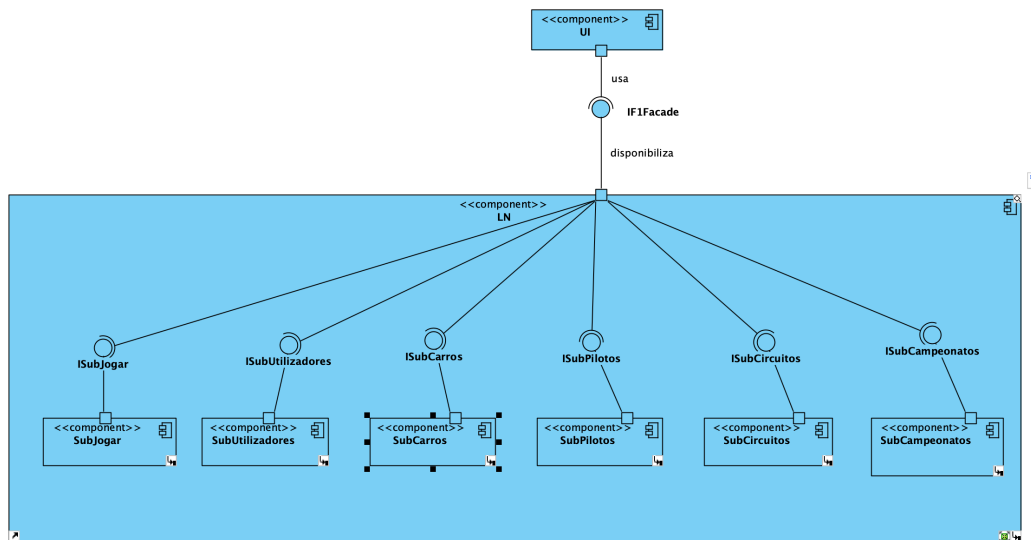 <<component>>
UI
usa
IF1Facade
disponibiliza
<<component>>
LN
ISubJogar
ISubUtilizadores
ISubCarros
ISubPilotos
ISubCircuitos
ISubCampeonatos
<<component>>
SubJogar
<<component>>
SubUtilizadores
<<component>>
SubCarros
<<component>>
SubPilotos
<<component>>
SubCircuitos
<<component>>
SubCampeonatos